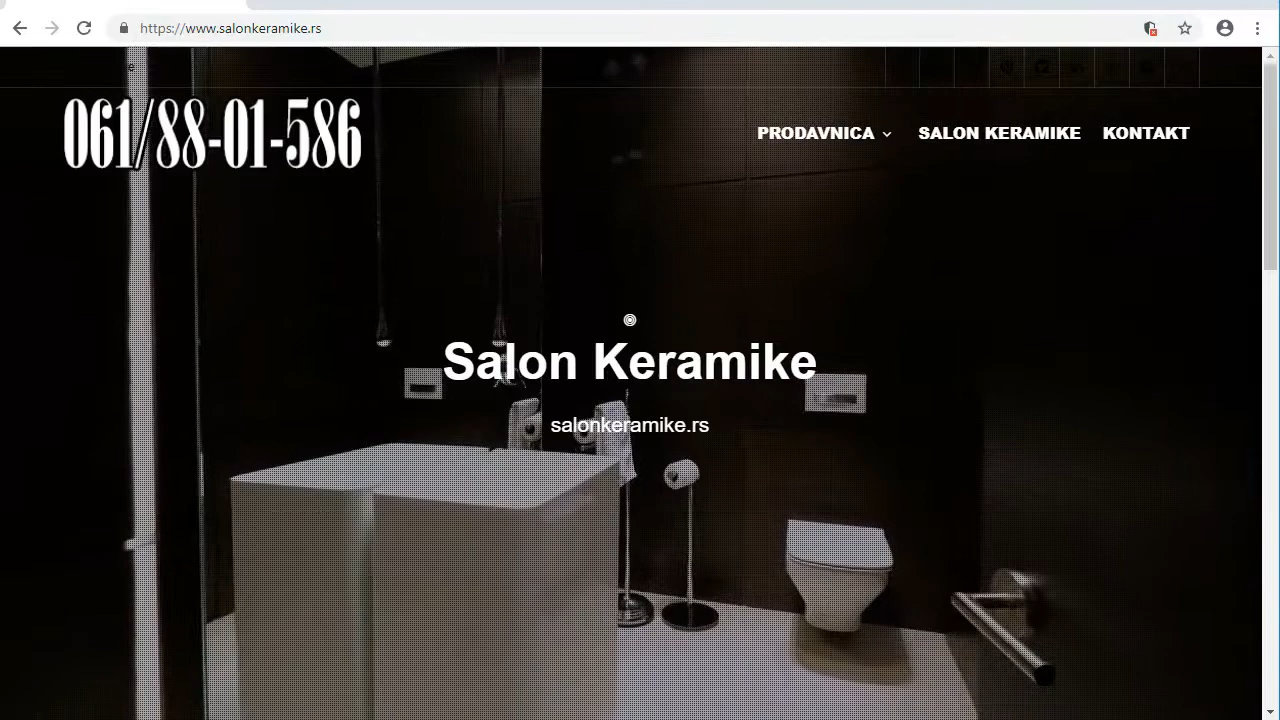 https://www.salonkeramike.rs
061/88-01-586
PRODAVNICA
SALON KERAMIKE
KONTAKT
Salon Keramike
salonkeramike.rs